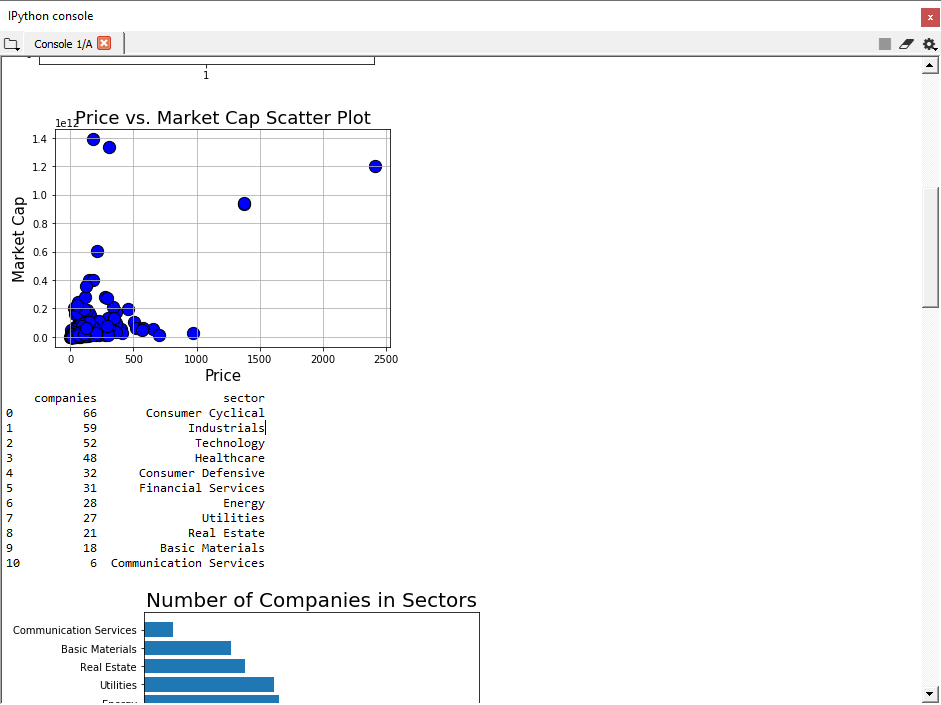 IPython console
x
Console 1/A
1
Price vs. Market Cap Scatter Plot
1e12
1.4
1.2
1.0
0.8
0.6
0.4
0.2
0.0
Market Cap
0 500 1000 1500 2000 2500
Price
companies sector
0 66 Consumer Cyclical
1 59 Industrials
2 52 Technology
3 48 Healthcare
4 32 Consumer Defensive
5 31 Financial Services
6 28 Energy
7 27 Utilities
8 21 Real Estate
9 18 Basic Materials
10 6 Communication Services
Number of Companies in Sectors
Communication Services
Basic Materials
Real Estate
Utilities
Energy